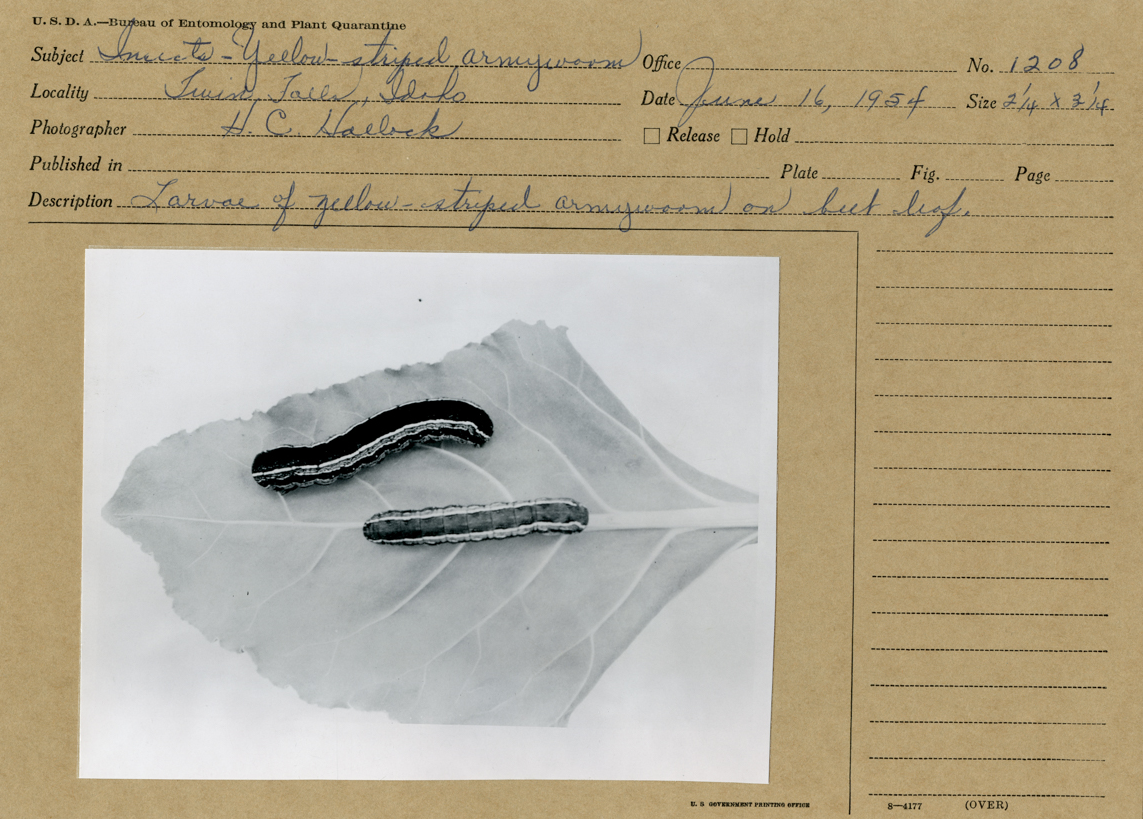 U. S. D. A.—Bureau of Entomology and Plant Quarantine
Subject Insects - Yellow-striped armyworm Office No. 1208
Locality Twin Falls, Idaho Date June 16, 1954 Size 2 1/4 x 3 1/4
Photographer H. C. Hallock Release Hold
Published in Plate Fig. Page
Description Larvae of yellow-striped armyworm on beet leaf.
U. S GOVERNMENT PRINTING OFFICE 8—4177 (OVER)